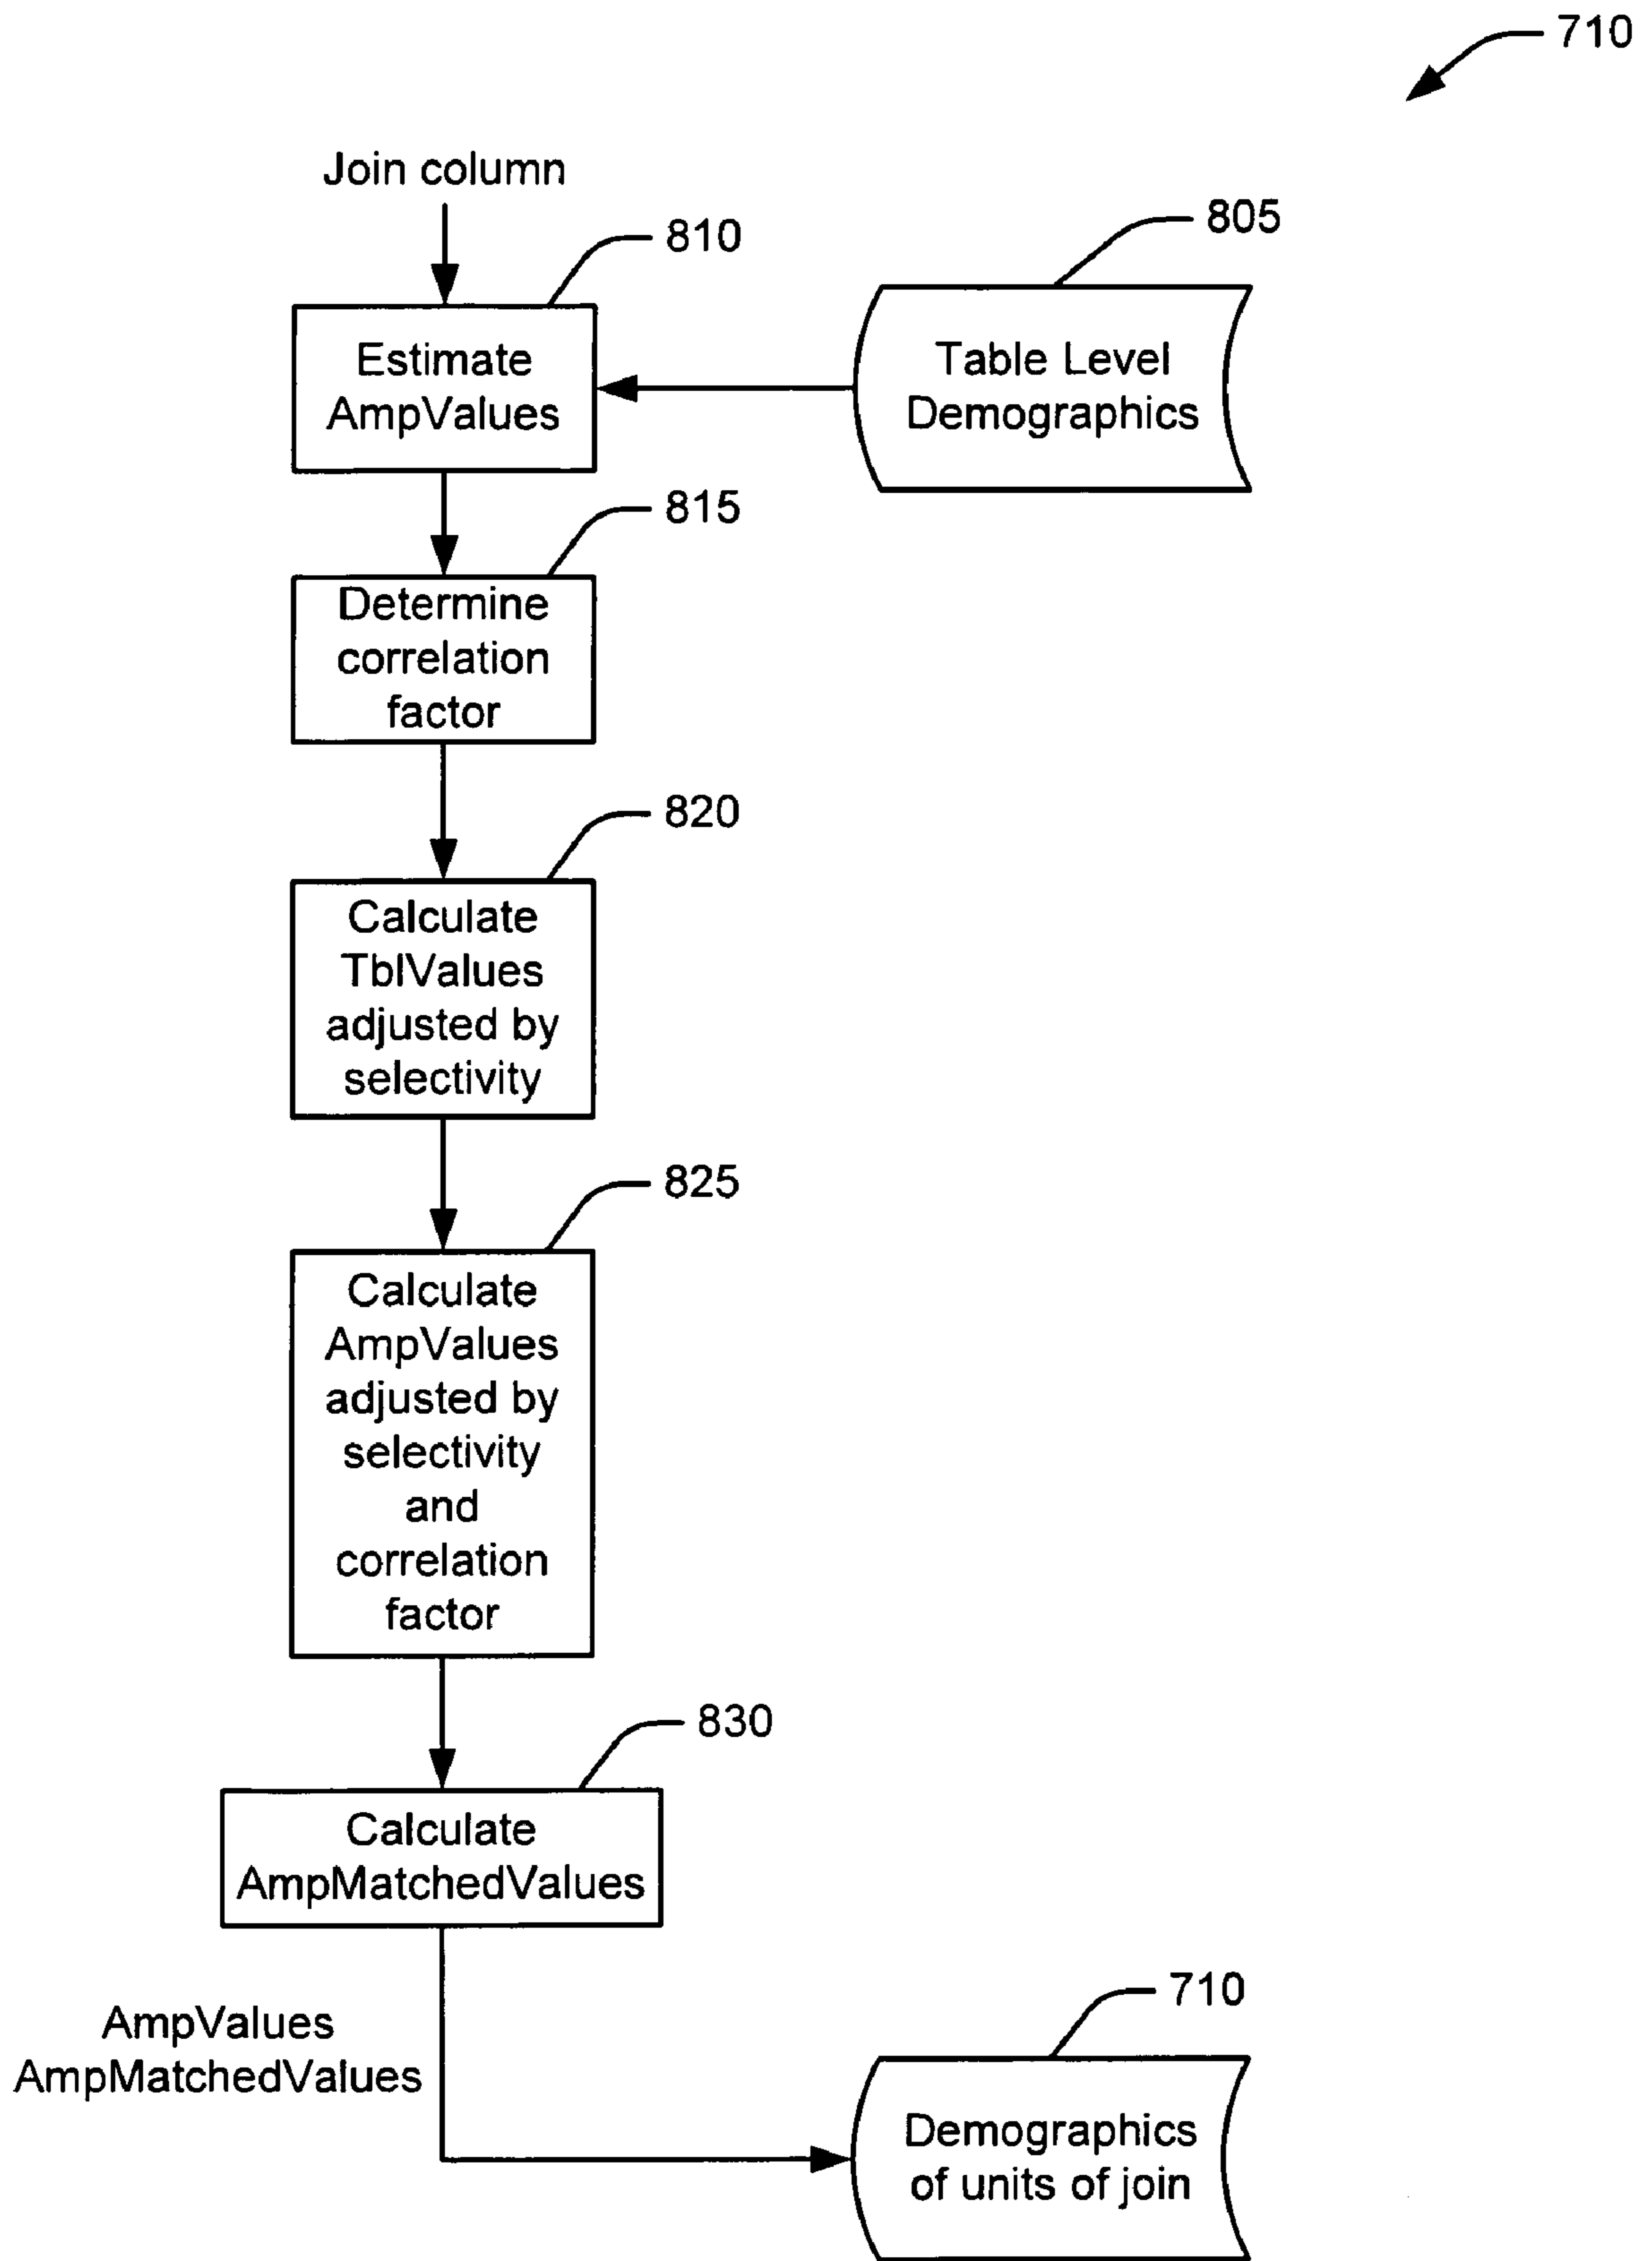 710
Join column
810
805
Estimate
AmpValues
Table Level
Demographics
815
Determine
correlation
factor
820
Calculate
TblValues
adjusted by
selectivity
825
Calculate
AmpValues
adjusted by
selectivity
and
correlation
factor
830
Calculate
AmpMatchedValues
AmpValues
AmpMatchedValues
710
Demographics
of units of join